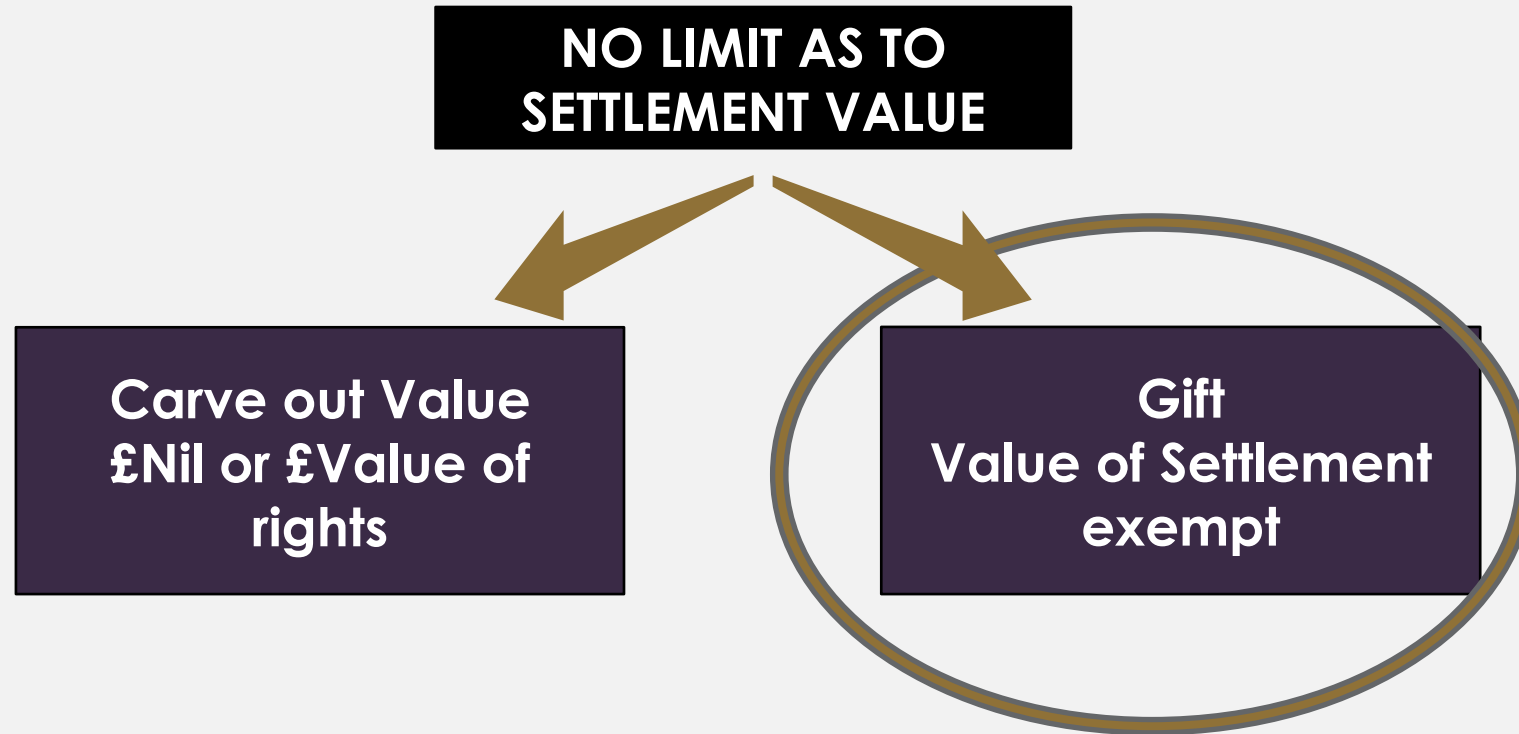 NO LIMIT AS TO
SETTLEMENT VALUE
Carve out Value
£Nil or £Value of
rights
Gift
Value of Settlement
exempt